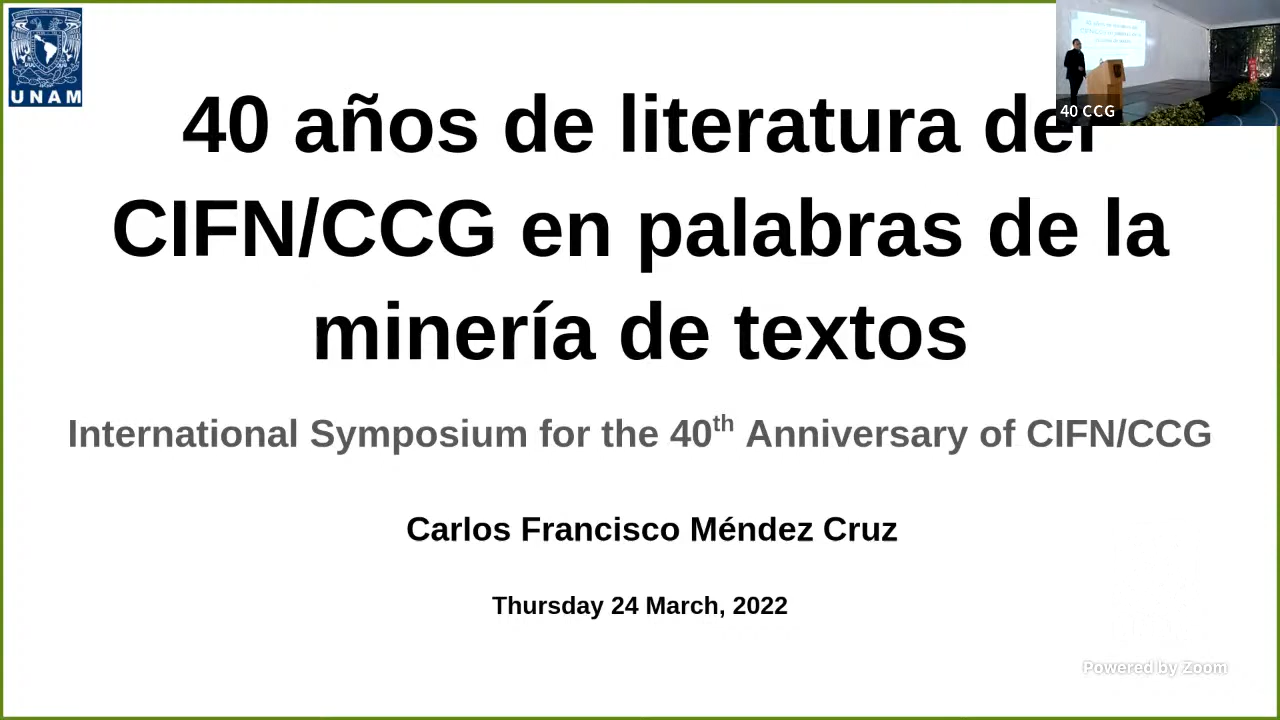 UNAM
40 años de literatura del
CIFN/CCG en palabras de la
minería de textos
International Symposium for the 40th Anniversary of CIFN/CCG
Carlos Francisco Méndez Cruz
Thursday 24 March, 2022
40 CCG
Powered by Zoom